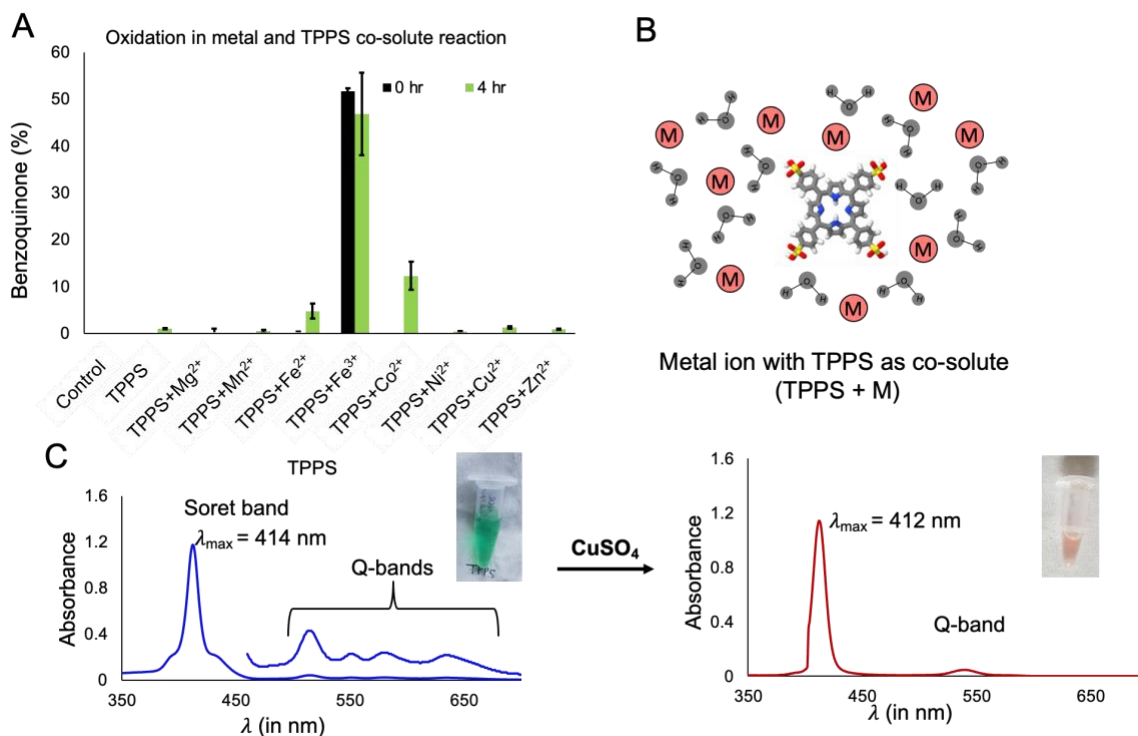 A
Oxidation in metal and TPPS co-solute reaction
0 hr
4 hr
Benzoquinone (%)
60
50
40
30
20
10
0
Control
TPPS
TPPS+Mg²⁺
TPPS+Mn²⁺
TPPS+Fe²⁺
TPPS+Fe³⁺
TPPS+Co²⁺
TPPS+Ni²⁺
TPPS+Cu²⁺
TPPS+Zn²⁺
B
M M M M M M M M M M
H O H
H O H
H O H
H O H
H O H
H O H
H O H
H O H
H O H
H O H
H O H
H O H
Metal ion with TPPS as co-solute
(TPPS + M)
C
TPPS
Soret band
λmax = 414 nm
Q-bands
TPPS
Absorbance
1.6
1.2
0.8
0.4
0
350 450 550 650
λ (in nm)
CuSO₄
λmax = 412 nm
Q-band
Absorbance
1.6
1.2
0.8
0.4
0
350 450 550 650
λ (in nm)